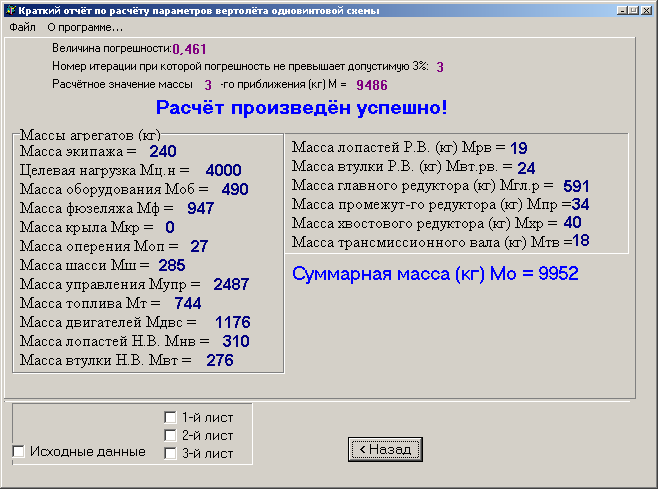 Краткий отчёт по расчёту параметров вертолёта одновинтовой схемы
Файл О программе...
Величина погрешности: 0,461
Номер итерации при которой погрешность не превышает допустимую 3%: 3
Расчётное значение массы 3 -го приближения (кг) М = 9486
Расчёт произведён успешно!
Массы агрегатов (кг)
Масса экипажа = 240
Целевая нагрузка Мц.н = 4000
Масса оборудования Моб = 490
Масса фюзеляжа Мф = 947
Масса крыла Мкр = 0
Масса оперения Моп = 27
Масса шасси Мш = 285
Масса управления Мупр = 2487
Масса топлива Мт = 744
Масса двигателей Мдвс = 1176
Масса лопастей Н.В. Мнв = 310
Масса втулки Н.В. Мвт = 276
Масса лопастей Р.В. (кг) Мрв = 19
Масса втулки Р.В. (кг) Мвт.рв. = 24
Масса главного редуктора (кг) Мгл.р = 591
Масса промежут-го редуктора (кг) Мпр = 34
Масса хвостового редуктора (кг) Мхр = 40
Масса трансмиссионного вала (кг) Мтв = 18
Суммарная масса (кг) Мо = 9952
Исходные данные
1-й лист
2-й лист
3-й лист
< Назад